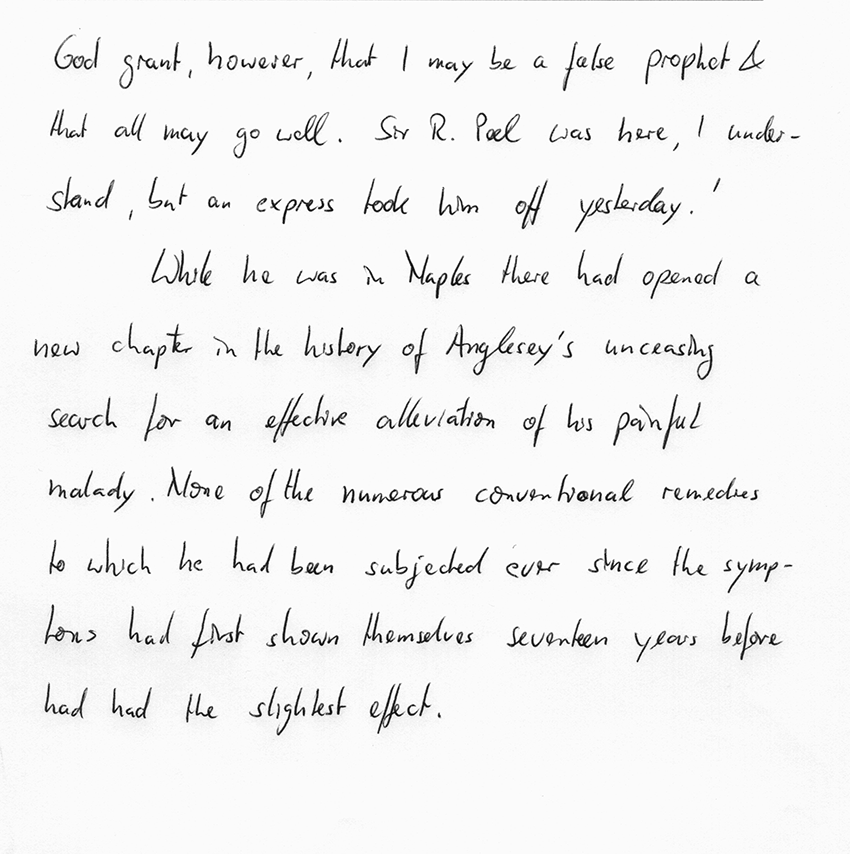 God grant, however, that I may be a false prophet &
that all may go well. Sir R. Peel was here, I under-
stand, but an express took him off yesterday.'
While he was in Naples there had opened a
new chapter in the history of Anglesey's unceasing
search for an effective alleviation of his painful
malady. None of the numerous conventional remedies
to which he had been subjected ever since the symp-
toms had first shown themselves seventeen years before
had had the slightest effect.